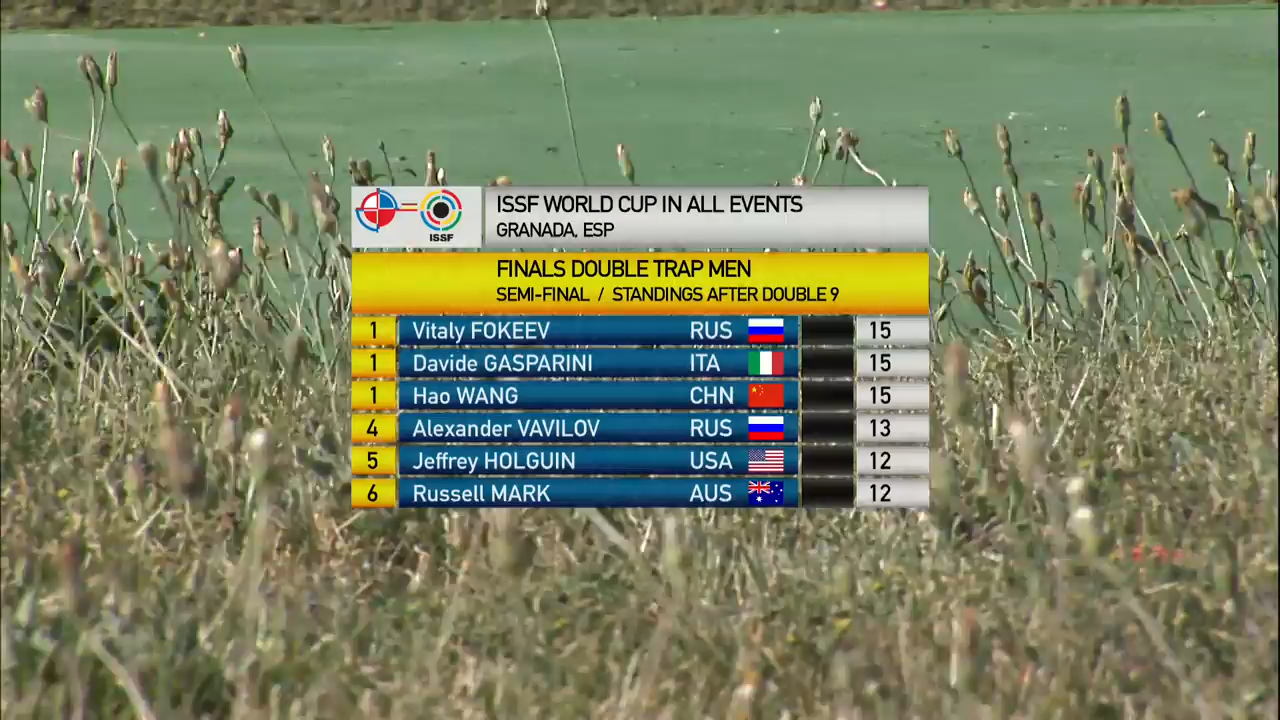 ISSF
ISSF WORLD CUP IN ALL EVENTS
GRANADA, ESP
FINALS DOUBLE TRAP MEN
SEMI-FINAL / STANDINGS AFTER DOUBLE 9
1 Vitaly FOKEEV RUS 15
1 Davide GASPARINI ITA 15
1 Hao WANG CHN 15
4 Alexander VAVILOV RUS 13
5 Jeffrey HOLGUIN USA 12
6 Russell MARK AUS 12